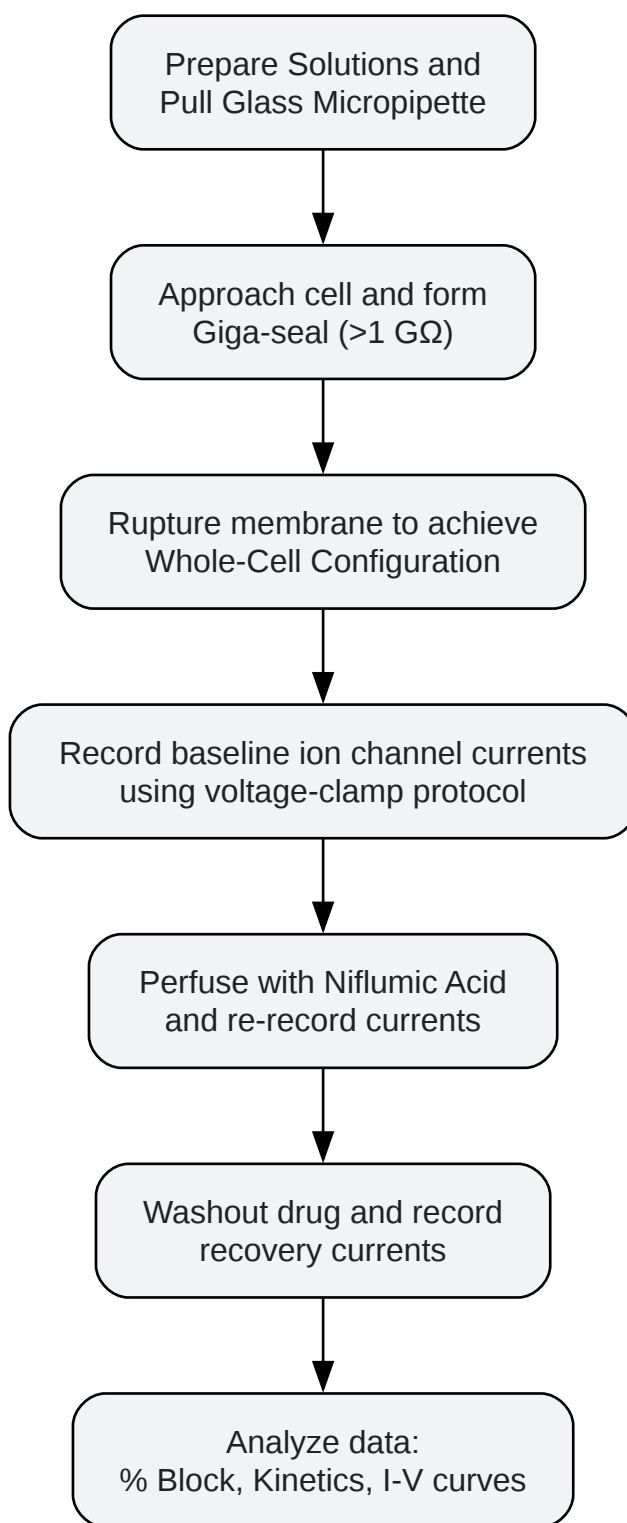 Prepare Solutions and
Pull Glass Micropipette
Approach cell and form
Giga-seal (>1 GΩ)
Rupture membrane to achieve
Whole-Cell Configuration
Record baseline ion channel currents
using voltage-clamp protocol
Perfuse with Niflumic Acid
and re-record currents
Washout drug and record
recovery currents
Analyze data:
% Block, Kinetics, I-V curves